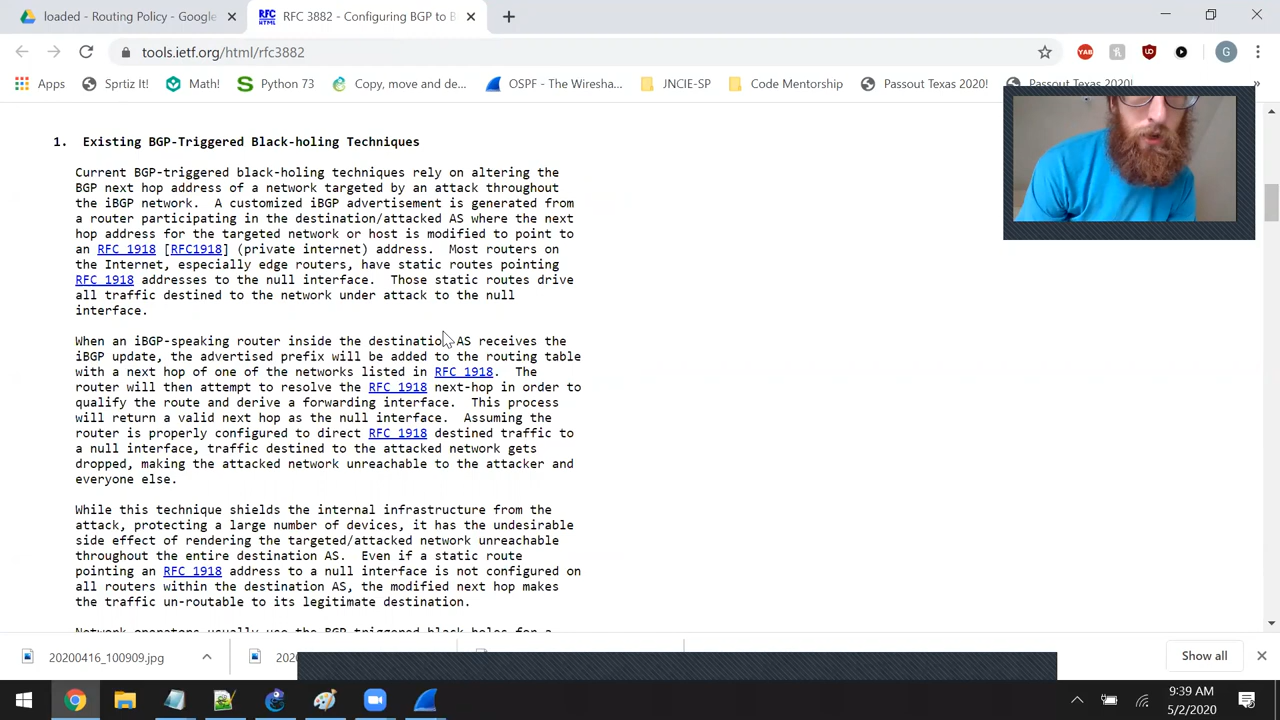 loaded - Routing Policy - Google
RFC HTML RFC 3882 - Configuring BGP to B
tools.ietf.org/html/rfc3882
YAB
G
Apps Sprtiz It! Math! Python 73 Copy, move and de... OSPF - The Wiresha... JNCIE-SP Code Mentorship Passout Texas 2020! Passout Texas 2020! »
1. Existing BGP-Triggered Black-holing Techniques
Current BGP-triggered black-holing techniques rely on altering the
BGP next hop address of a network targeted by an attack throughout
the iBGP network. A customized iBGP advertisement is generated from
a router participating in the destination/attacked AS where the next
hop address for the targeted network or host is modified to point to
an RFC 1918 [RFC1918] (private internet) address. Most routers on
the Internet, especially edge routers, have static routes pointing
RFC 1918 addresses to the null interface. Those static routes drive
all traffic destined to the network under attack to the null
interface.
When an iBGP-speaking router inside the destination AS receives the
iBGP update, the advertised prefix will be added to the routing table
with a next hop of one of the networks listed in RFC 1918. The
router will then attempt to resolve the RFC 1918 next-hop in order to
qualify the route and derive a forwarding interface. This process
will return a valid next hop as the null interface. Assuming the
router is properly configured to direct RFC 1918 destined traffic to
a null interface, traffic destined to the attacked network gets
dropped, making the attacked network unreachable to the attacker and
everyone else.
While this technique shields the internal infrastructure from the
attack, protecting a large number of devices, it has the undesirable
side effect of rendering the targeted/attacked network unreachable
throughout the entire destination AS. Even if a static route
pointing an RFC 1918 address to a null interface is not configured on
all routers within the destination AS, the modified next hop makes
the traffic un-routable to its legitimate destination.
Network operators usually use the BGP triggered black holes for a
20200416_100909.jpg
Show all
9:39 AM
5/2/2020